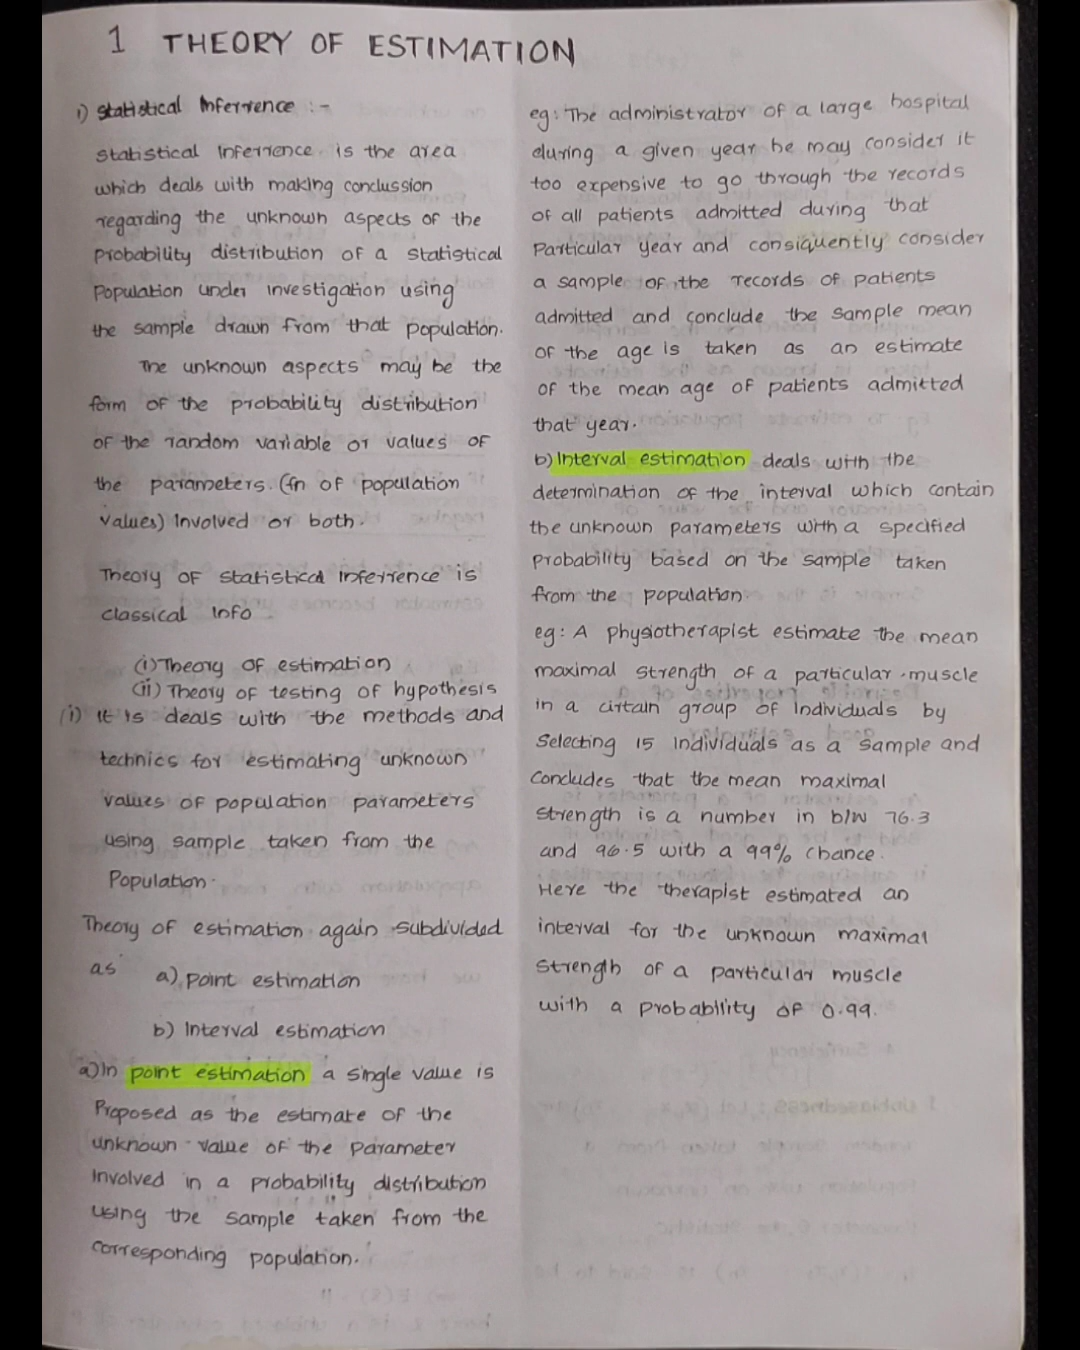 1 THEORY OF ESTIMATION
i) Statistical Inferrence :-
Statistical Inferrence is the area
which deals with making conclussion
regarding the unknown aspects of the
Probability distribution of a statistical
Population under investigation using
the sample drawn from that population.
The unknown aspects may be the
form of the probability distribution
of the random variable or values of
the parameters. (fn of population
values) Involved or both.
Theory of statistical inferrence is
classical Info
(i) Theory of estimation
(ii) Theory of testing of hypothesis
(i) It is deals with the methods and
technics for estimating unknown
values of population parameters
using sample taken from the
Population.
Theory of estimation again subdivided
as a) point estimation
b) Interval estimation
a) In point estimation a single value is
Proposed as the estimate of the
unknown value of the Parameter
Involved in a probability distribution
using the sample taken from the
corresponding population.
eg: The administrator of a large hospital
during a given year he may consider it
too expensive to go through the records
of all patients admitted during that
Particular year and consiquently consider
a sample of the records of patients
admitted and conclude the sample mean
of the age is taken as an estimate
of the mean age of patients admitted
that year.
b) Interval estimation deals with the
determination of the interval which contain
the unknown parameters with a specified
probability based on the sample taken
from the population.
eg: A physiotherapist estimate the mean
maximal strength of a particular muscle
in a cirtain group of Individuals by
Selecting 15 Individuals as a sample and
Concludes that the mean maximal
strength is a number in b/w 76.3
and 96.5 with a 99% chance.
Here the therapist estimated an
interval for the unknown maximal
Strength of a particular muscle
with a probability of 0.99.